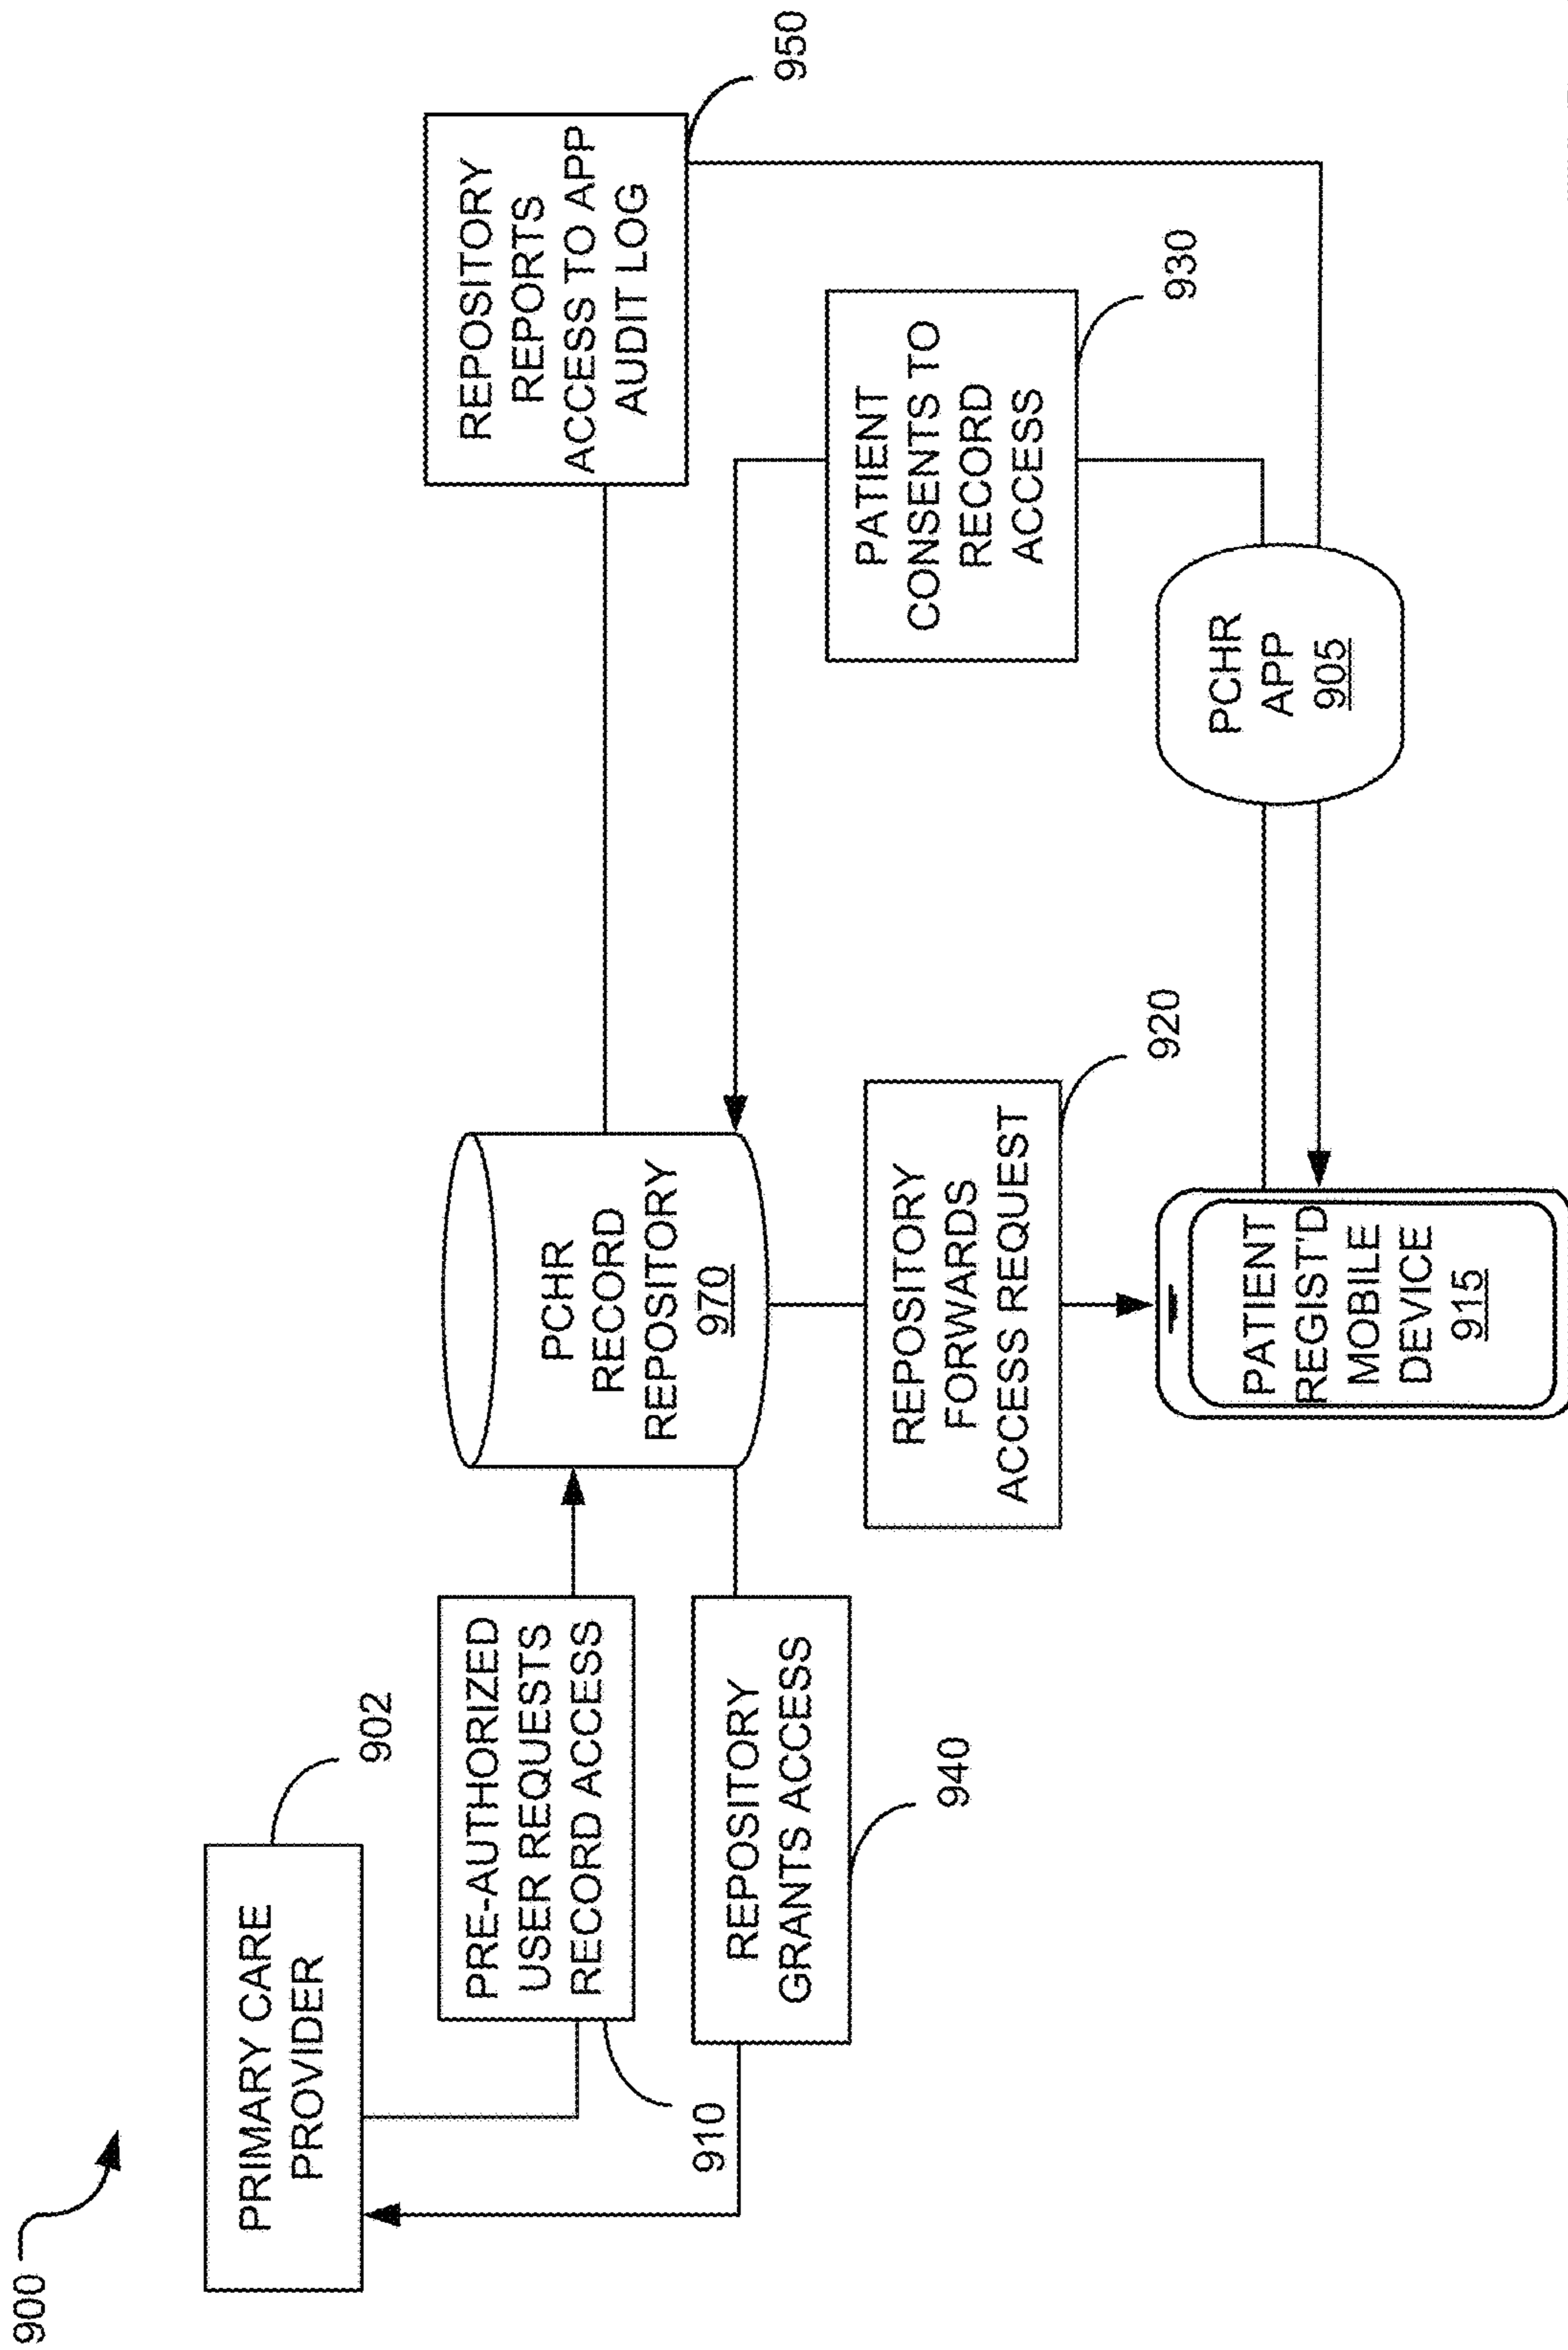 900
PRIMARY CARE
PROVIDER
902
PRE-AUTHORIZED
USER REQUESTS
RECORD ACCESS
910
REPOSITORY
GRANTS ACCESS
940
PCHR
RECORD
REPOSITORY
970
REPOSITORY
FORWARDS
ACCESS REQUEST
920
PATIENT
REGIST'D
MOBILE
DEVICE
915
REPOSITORY
REPORTS
ACCESS TO APP
AUDIT LOG
950
PATIENT
CONSENTS TO
RECORD
ACCESS
930
PCHR
APP
905